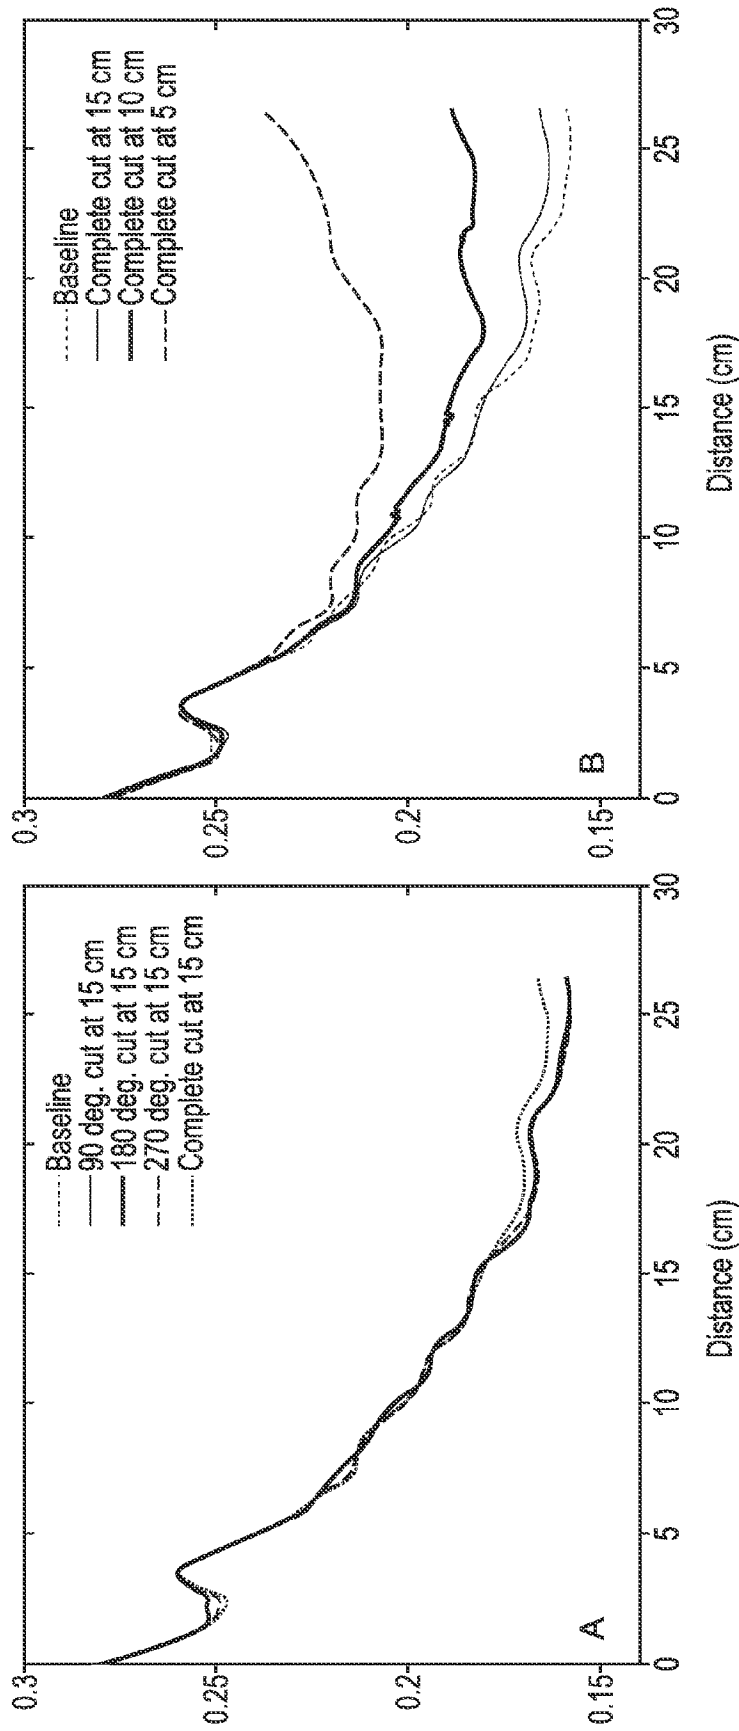 0.3
0.25
0.2
0.15
0
5
10
15
20
25
30
Distance (cm)
A
Baseline
90 deg. cut at 15 cm
180 deg. cut at 15 cm
270 deg. cut at 15 cm
Complete cut at 15 cm
0.3
0.25
0.2
0.15
0
5
10
15
20
25
30
Distance (cm)
B
Baseline
Complete cut at 15 cm
Complete cut at 10 cm
Complete cut at 5 cm